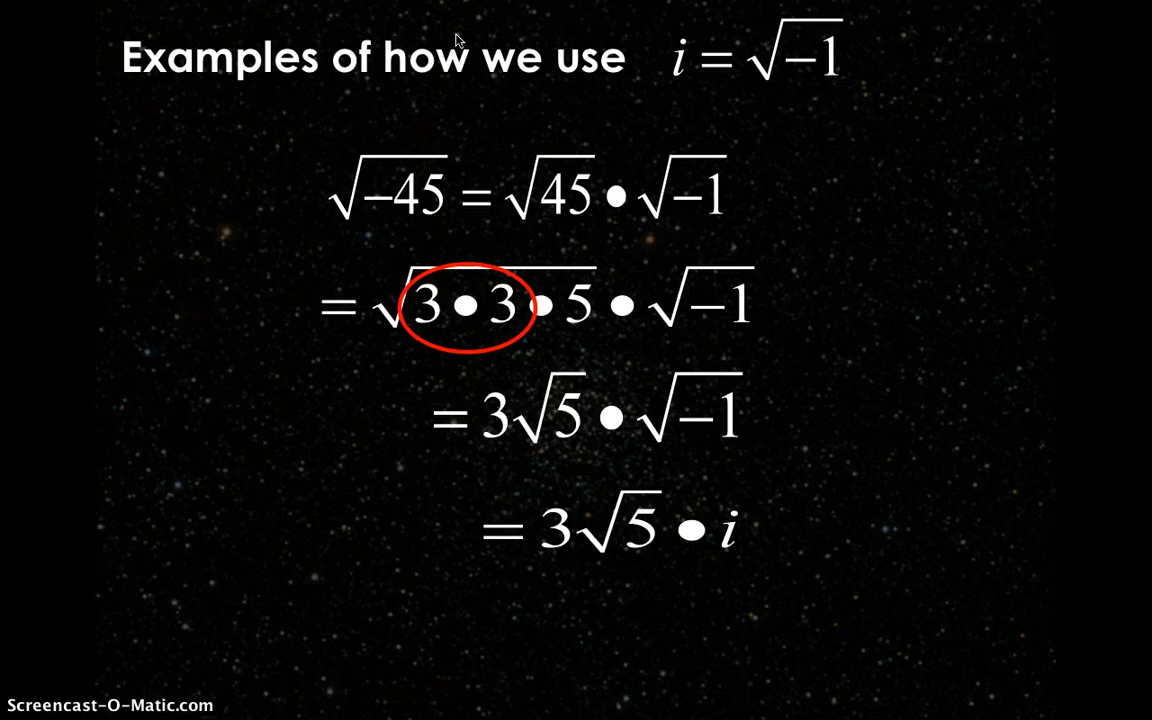 Examples of how we use i = √−1
√−45 = √45 • √−1
= √3 • 3 • 5 • √−1
= 3√5 • √−1
= 3√5 • i
Screencast-O-Matic.com